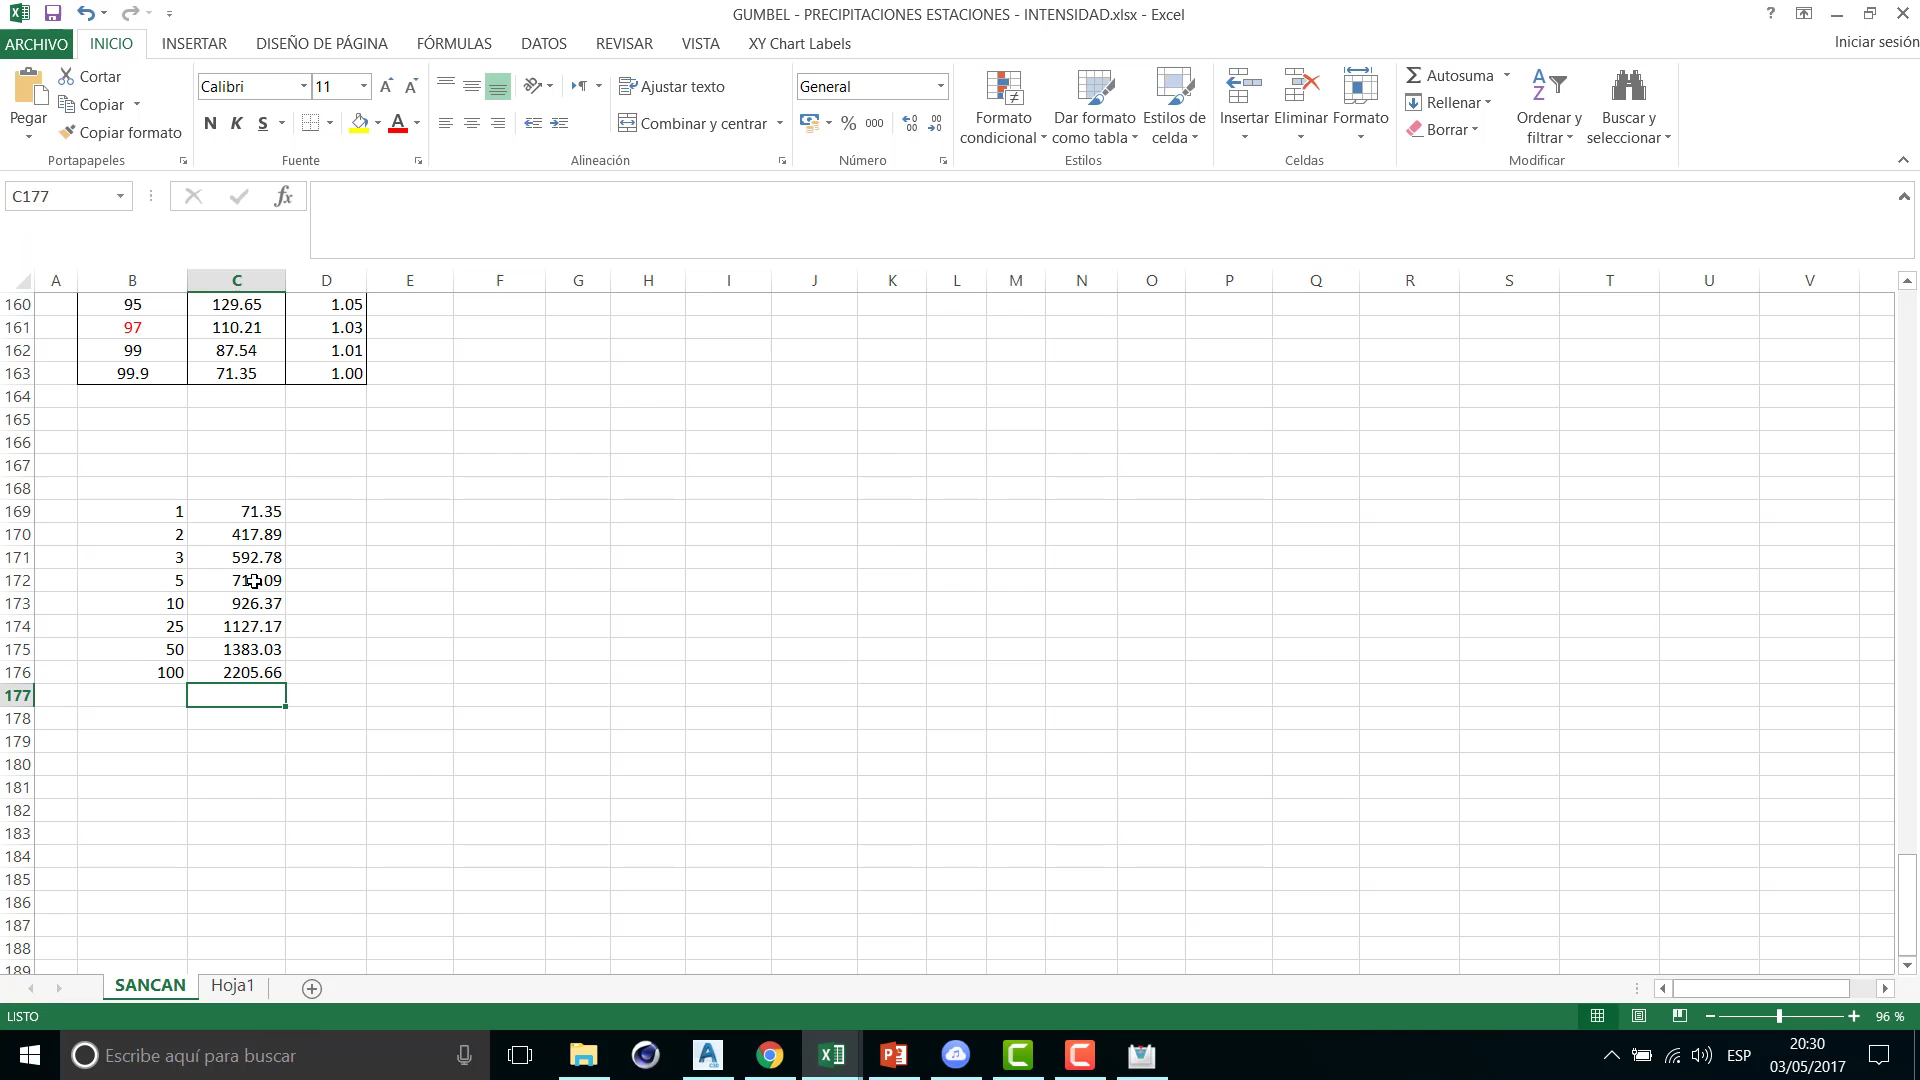 GUMBEL - PRECIPITACIONES ESTACIONES - INTENSIDAD.xlsx - Excel
ARCHIVO INICIO INSERTAR DISEÑO DE PÁGINA FÓRMULAS DATOS REVISAR VISTA XY Chart Labels Iniciar sesión
Pegar
Cortar
Copiar
Copiar formato
Portapapeles
Calibri 11
N K S
Fuente
Ajustar texto
Combinar y centrar
Alineación
General
% 000
Número
Formato condicional
Dar formato como tabla
Estilos de celda
Estilos
Insertar Eliminar Formato
Celdas
Autosuma
Rellenar
Borrar
Ordenar y filtrar
Buscar y seleccionar
Modificar
C177 fx
A B C D E F G H I J K L M N O P Q R S T U V
160 95 129.65 1.05
161 97 110.21 1.03
162 99 87.54 1.01
163 99.9 71.35 1.00
164
165
166
167
168
169 1 71.35
170 2 417.89
171 3 592.78
172 5 09
173 10 926.37
174 25 1127.17
175 50 1383.03
176 100 2205.66
177
178
179
180
181
182
183
184
185
186
187
188
189
SANCAN Hoja1
LISTO 96 %
Escribe aquí para buscar
ESP
20:30
03/05/2017